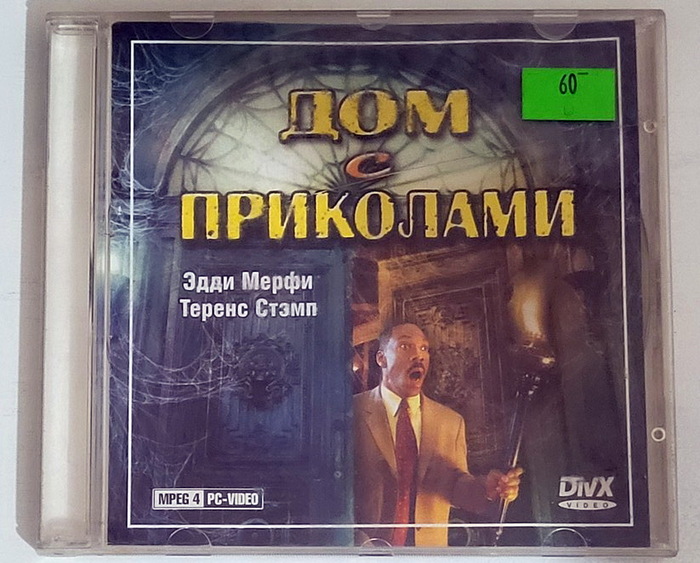 60
ДОМ
с
ПРИКОЛАМИ
Эдди Мерфи
Теренс Стэмп
MPEG 4 PC-VIDEO
DIVX
VIDEO